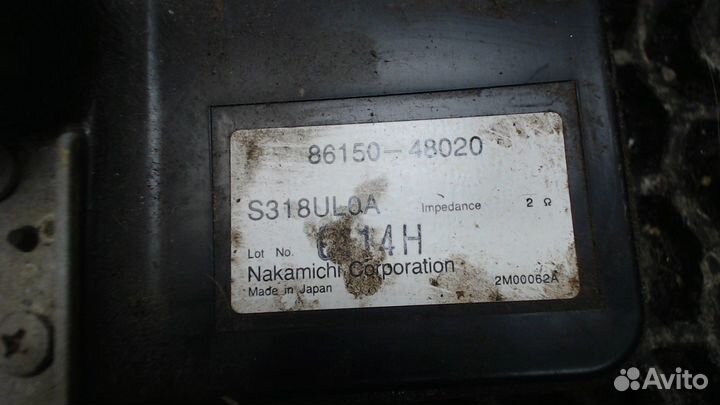 86150-48020
S318UL0A Impedance 2 Ω
Lot No. 14H
Nakamichi Corporation
Made in Japan 2M00062A
Avito